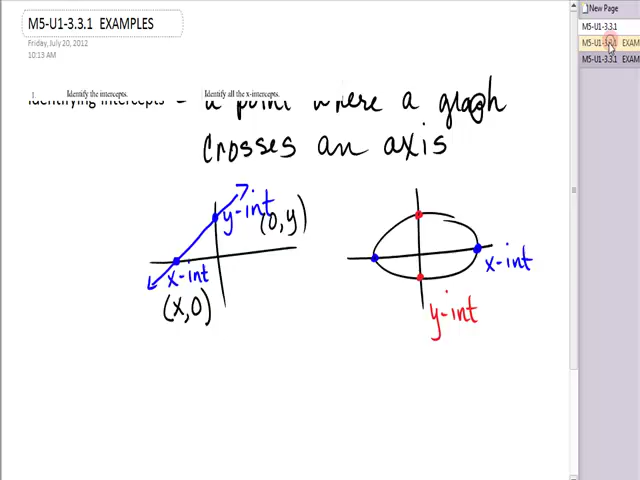 M5-U1-3.3.1 EXAMPLES
Friday, July 20, 2012
10:13 AM
1. Identify the intercepts. Identify all the x-intercepts.
Identifying intercepts - a point where a graph
crosses an axis
y-int
(0,y)
x-int
(x,0)
x-int
y-int
New Page
M5-U1-3.3.1
M5-U1-3.3.1 EXAM
M5-U1-3.3.1 EXAM